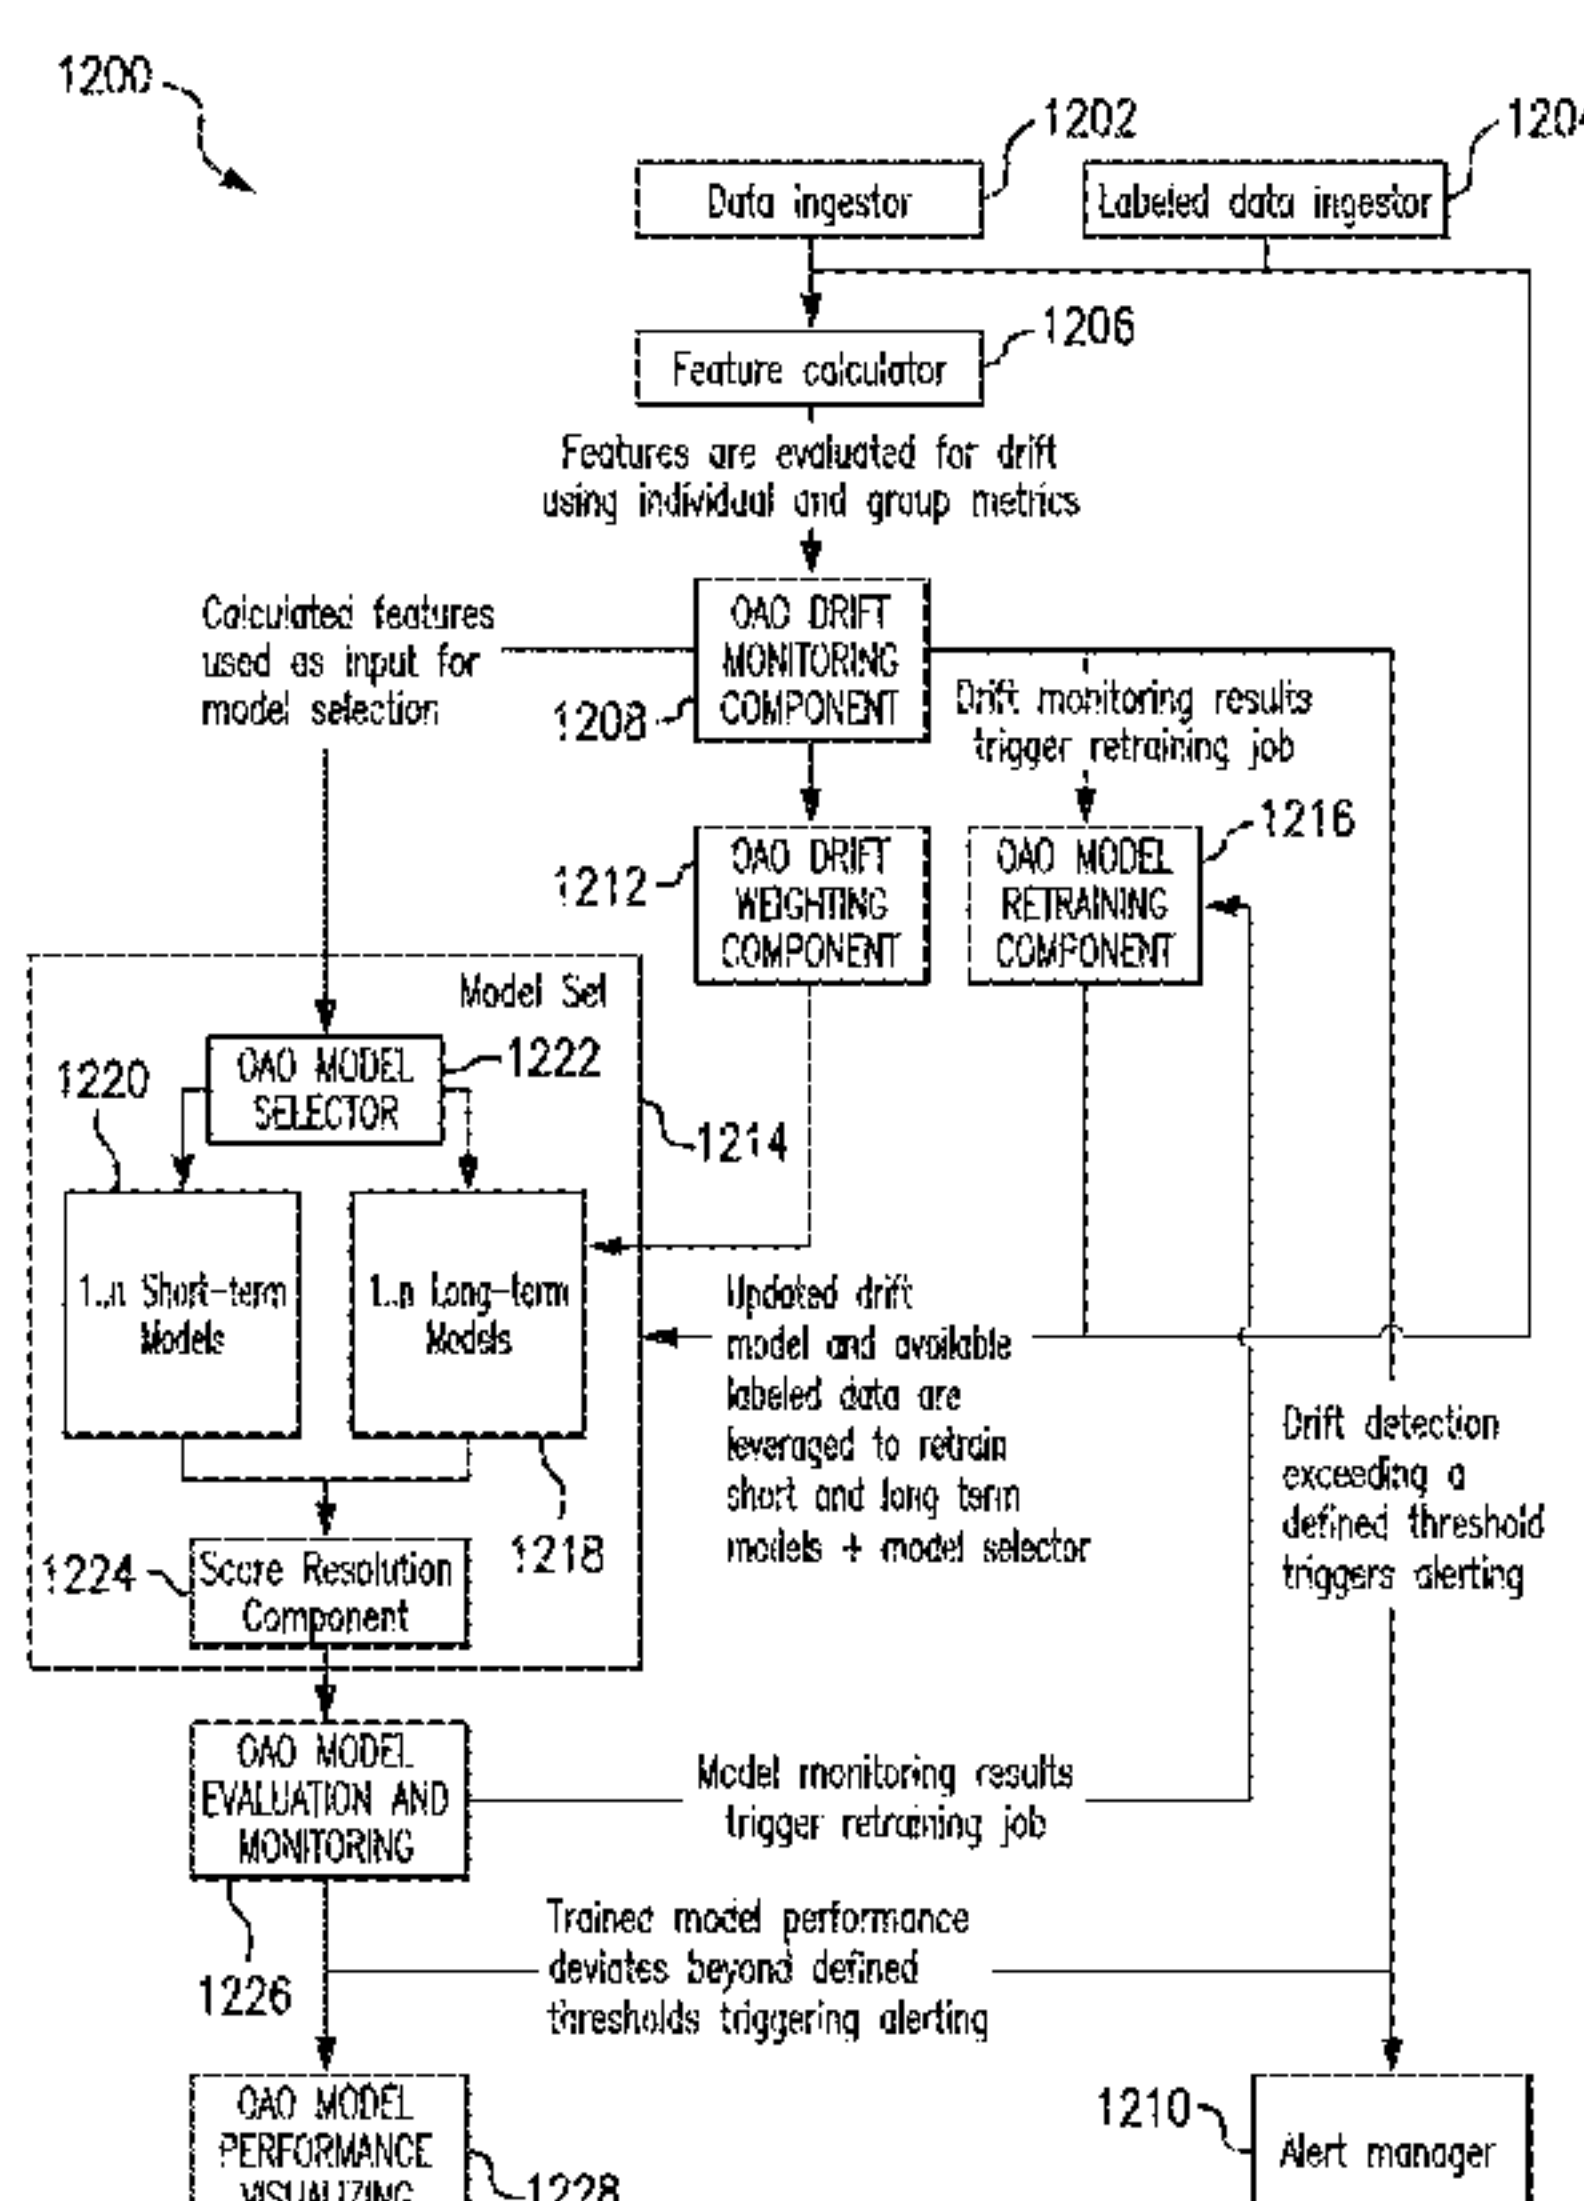 1200
1202
1204
Data ingestor
Labeled data ingestor
1206
Feature calculator
Features are evaluated for drift
using individual and group metrics
Calculated features
used as input for
model selection
OAO DRIFT
MONITORING
COMPONENT
1208
Drift monitoring results
trigger retraining job
1216
1212
OAO DRIFT
WEIGHTING
COMPONENT
OAO MODEL
RETRAINING
COMPONENT
Model Set
1222
1220
OAO MODEL
SELECTOR
1214
1..n Short-term
Models
1..n Long-term
Models
Updated drift
model and available
labeled data are
leveraged to retrain
short and long term
models + model selector
Drift detection
exceeding a
defined threshold
triggers alerting
1218
1224
Score Resolution
Component
OAO MODEL
EVALUATION AND
MONITORING
Model monitoring results
trigger retraining job
1226
Trained model performance
deviates beyond defined
thresholds triggering alerting
OAO MODEL
PERFORMANCE
VISUALIZING
1228
1210
Alert manager